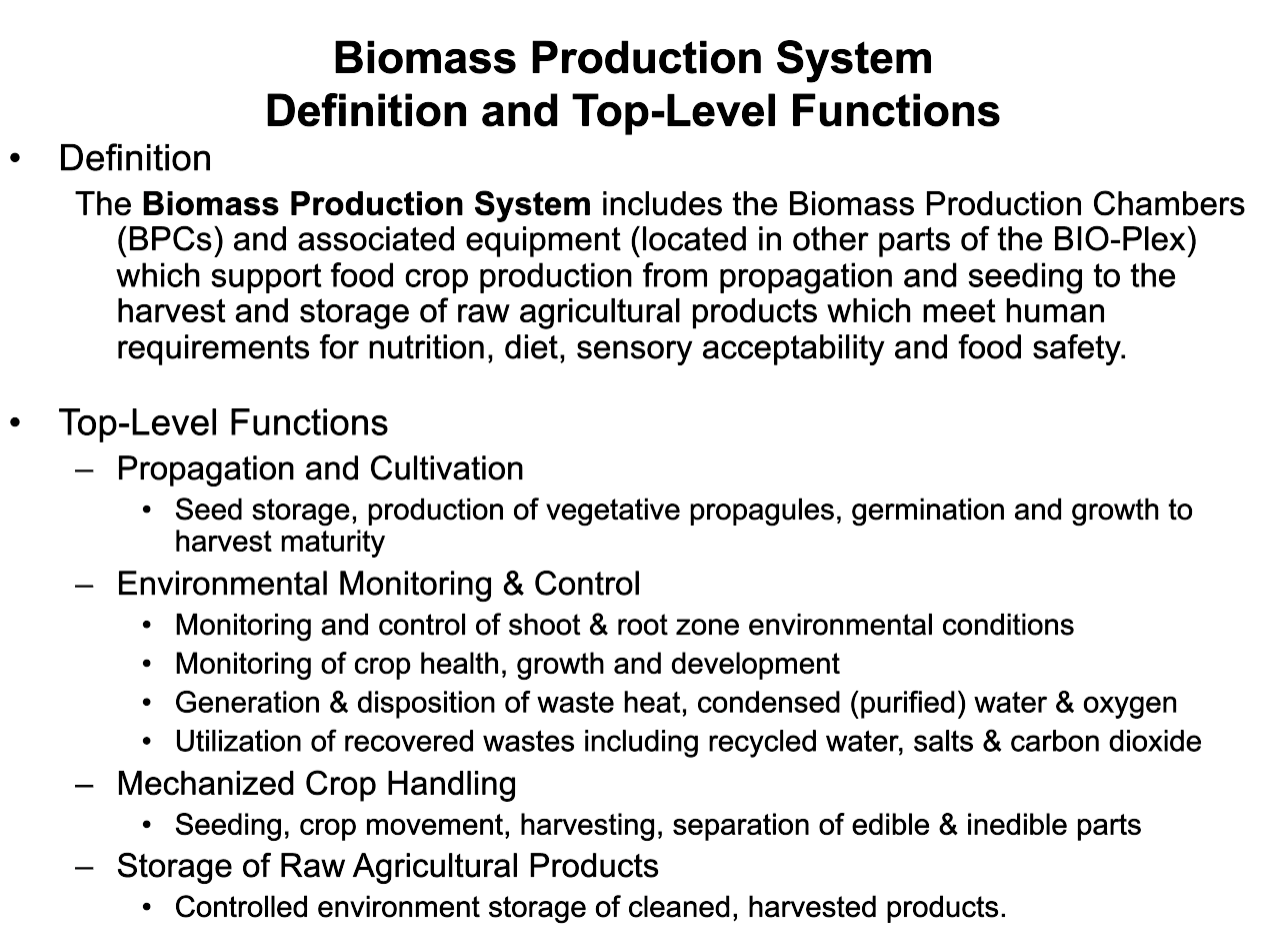 Biomass Production System
Definition and Top-Level Functions
• Definition
The Biomass Production System includes the Biomass Production Chambers
(BPCs) and associated equipment (located in other parts of the BIO-Plex)
which support food crop production from propagation and seeding to the
harvest and storage of raw agricultural products which meet human
requirements for nutrition, diet, sensory acceptability and food safety.
• Top-Level Functions
– Propagation and Cultivation
• Seed storage, production of vegetative propagules, germination and growth to
harvest maturity
– Environmental Monitoring & Control
• Monitoring and control of shoot & root zone environmental conditions
• Monitoring of crop health, growth and development
• Generation & disposition of waste heat, condensed (purified) water & oxygen
• Utilization of recovered wastes including recycled water, salts & carbon dioxide
– Mechanized Crop Handling
• Seeding, crop movement, harvesting, separation of edible & inedible parts
– Storage of Raw Agricultural Products
• Controlled environment storage of cleaned, harvested products.